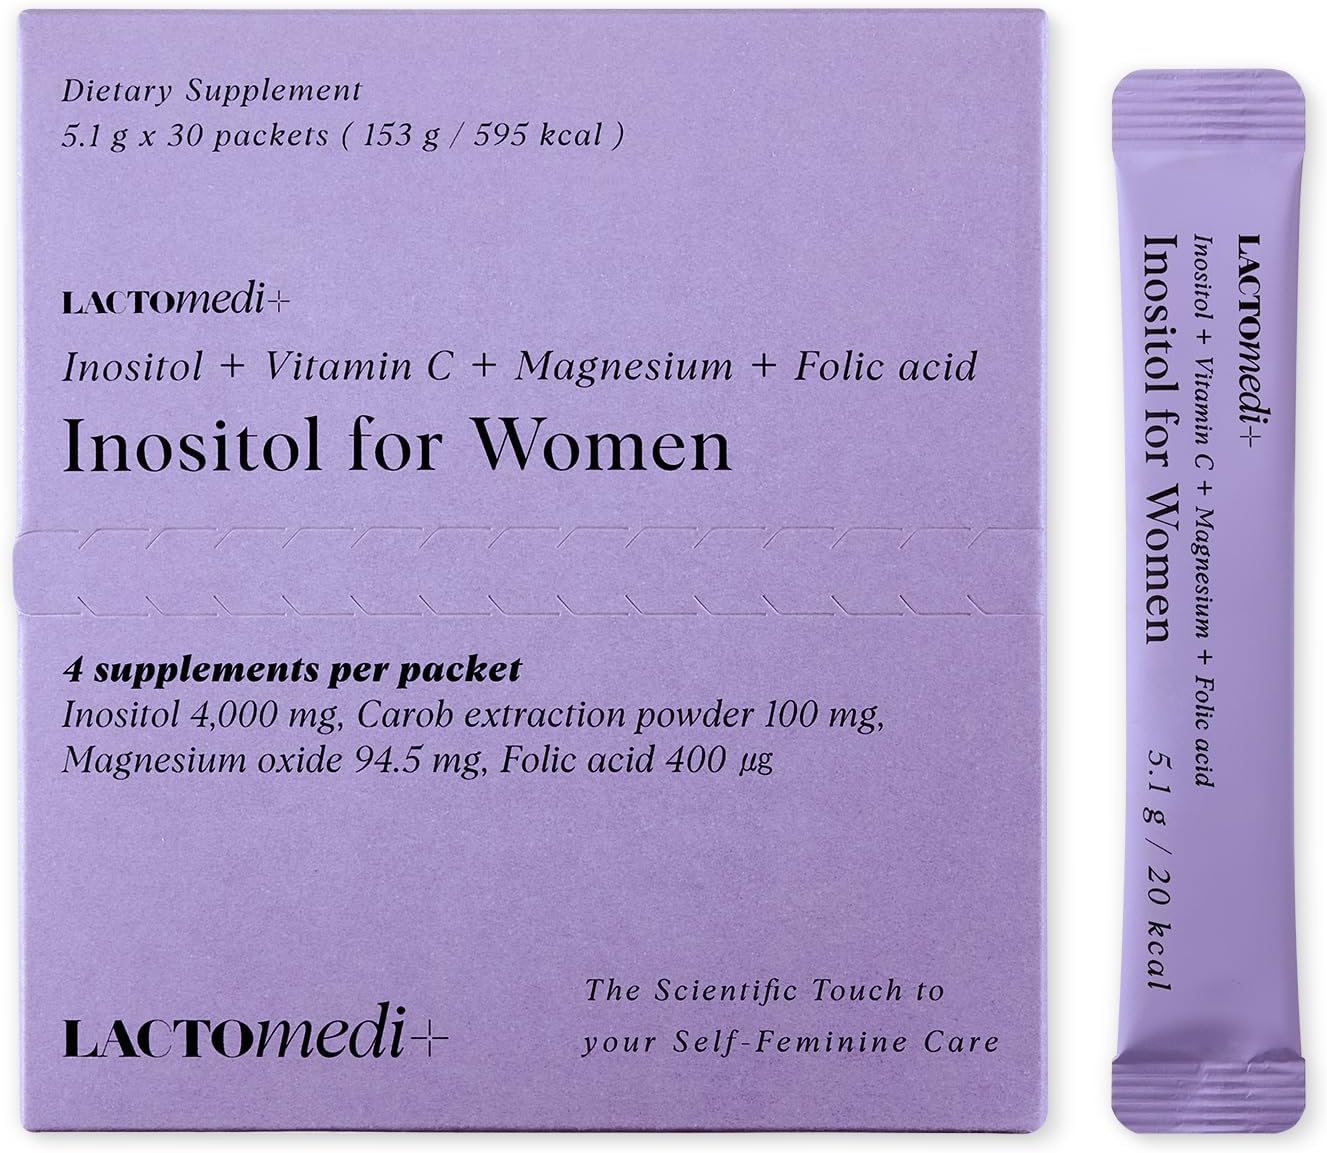 Dietary Supplement
5.1 g x 30 packets ( 153 g / 595 kcal )
LACTOmedi+
Inositol + Vitamin C + Magnesium + Folic acid
Inositol for Women
4 supplements per packet
Inositol 4,000 mg, Carob extraction powder 100 mg,
Magnesium oxide 94.5 mg, Folic acid 400 ㎍
LACTOmedi+
The Scientific Touch to
your Self-Feminine Care
LACTOmedi+
Inositol + Vitamin C + Magnesium + Folic acid
Inositol for Women 5.1 g / 20 kcal